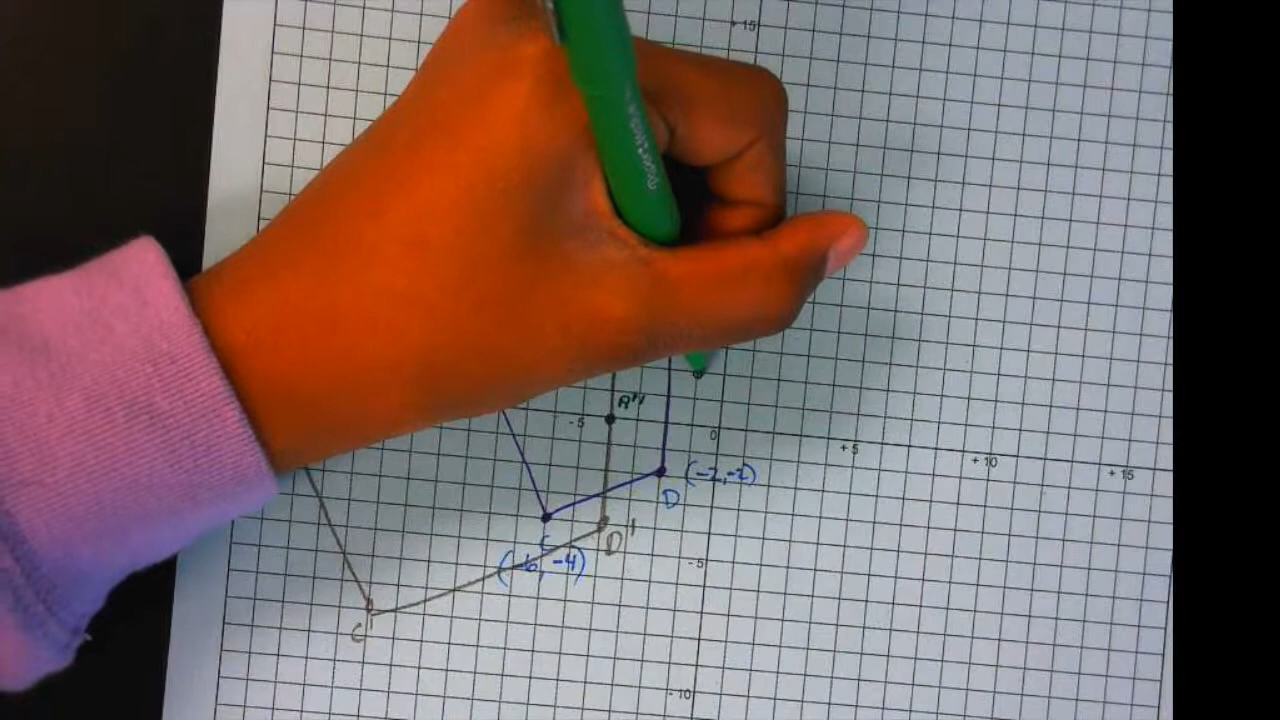 +15
A'''
-5
0
+5
+10
+15
(-2,-2)
D
D'
C
(-6,-4)
-5
C'
-10